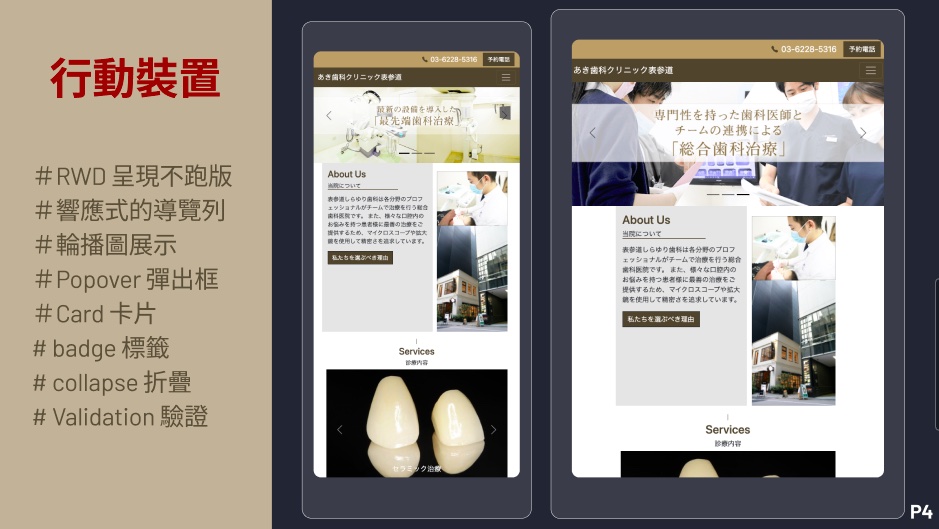 行動裝置
＃RWD 呈現不跑版
＃響應式的導覽列
＃輪播圖展示
＃Popover 彈出框
＃Card 卡片
# badge 標籤
# collapse 折疊
# Validation 驗證
03-6228-5316 予約電話
あき歯科クリニック表参道
最新の設備を導入した
「最先端歯科治療」
About Us
当院について
表参道しらゆり歯科は各分野のプロフ
ェッショナルがチームで治療を行う総合
歯科医院です。 また、様々な口腔内の
お悩みを持つ患者様に最善の治療をご
提供するため、マイクロスコープや拡大
鏡を使用して精密さを追求しています。
私たちを選ぶべき理由
Services
診療内容
セラミック治療
03-6228-5316 予約電話
あき歯科クリニック表参道
専門性を持った歯科医師と
チームの連携による
「総合歯科治療」
About Us
当院について
表参道しらゆり歯科は各分野のプロフ
ェッショナルがチームで治療を行う総合
歯科医院です。 また、様々な口腔内の
お悩みを持つ患者様に最善の治療をご
提供するため、マイクロスコープや拡大
鏡を使用して精密さを追求しています。
私たちを選ぶべき理由
Services
診療内容
P4